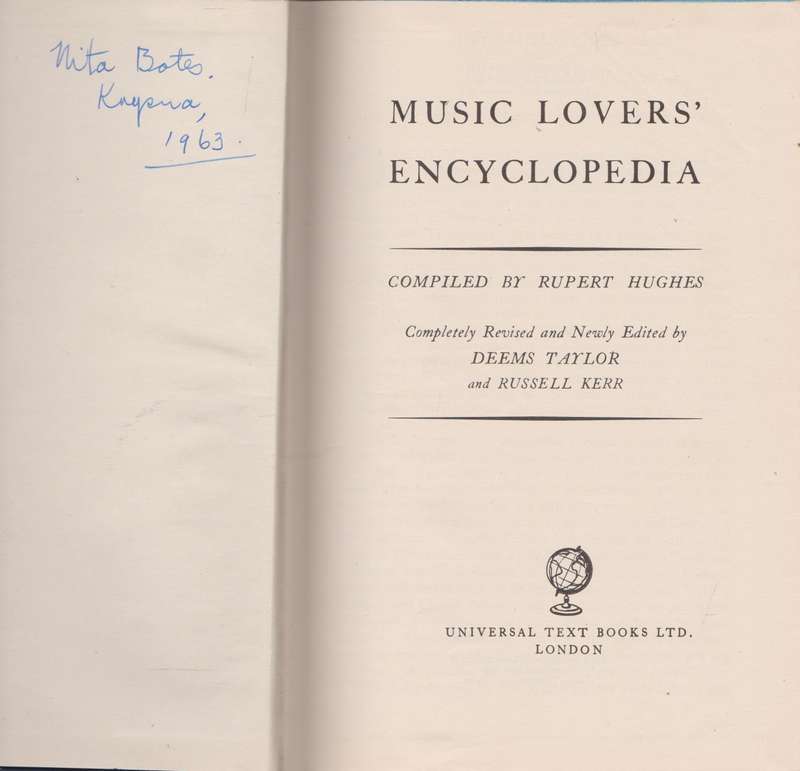 Nita Botes.
Knysna,
1963.
MUSIC LOVERS'
ENCYCLOPEDIA
COMPILED BY RUPERT HUGHES
Completely Revised and Newly Edited by
DEEMS TAYLOR
and RUSSELL KERR
UNIVERSAL TEXT BOOKS LTD.
LONDON